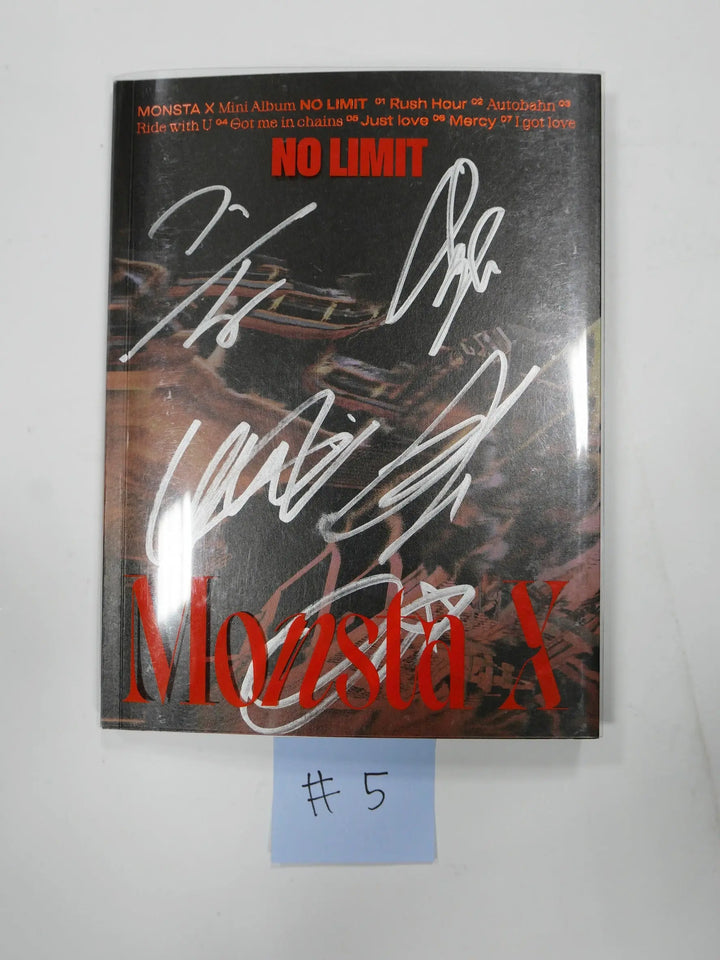 MONSTA X Mini Album NO LIMIT 01 Rush Hour 02 Autobahn 03
Ride with U 04 Got me in chains 05 Just love 06 Mercy 07 I got love
NO LIMIT
Monsta X
# 5